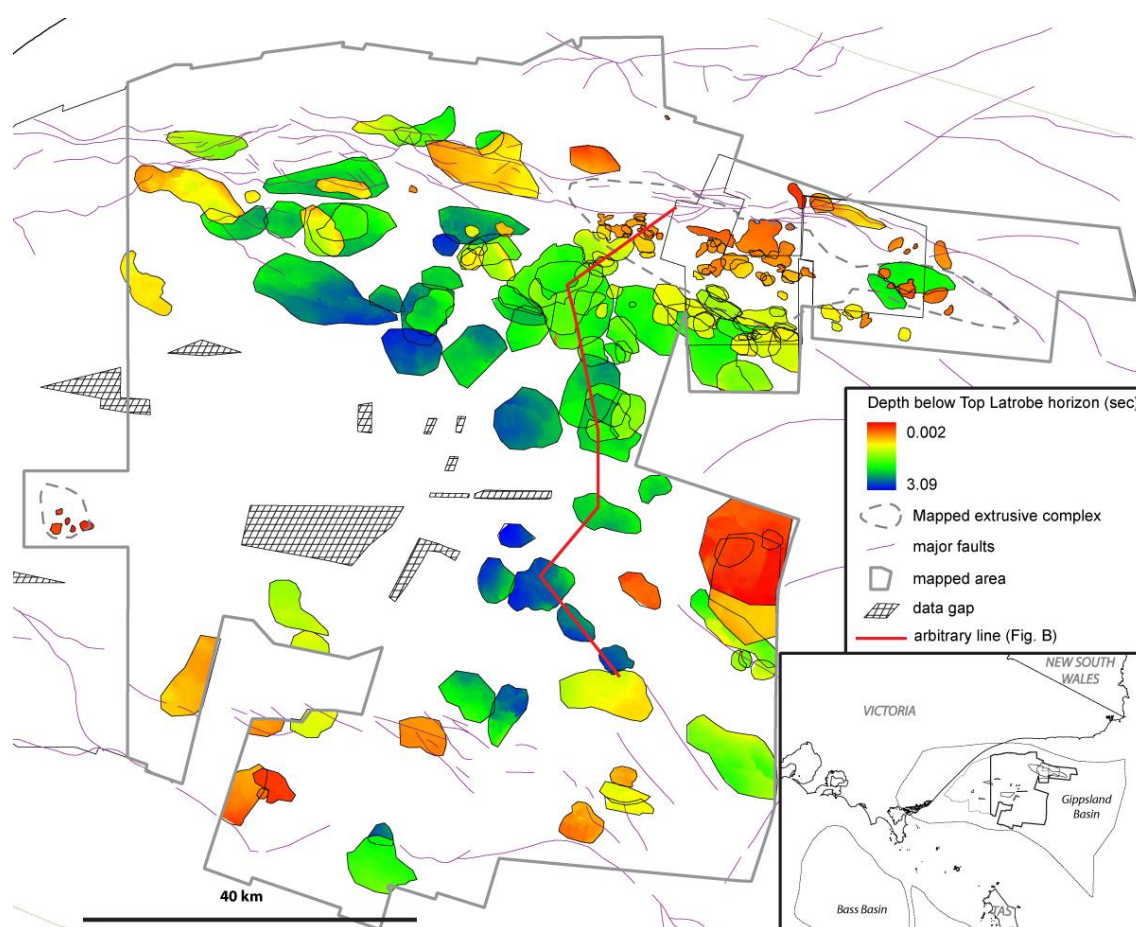 Depth below Top Latrobe horizon (sec)
0.002
3.09
Mapped extrusive complex
major faults
mapped area
data gap
arbitrary line (Fig. B)
NEW SOUTH
WALES
VICTORIA
Gippsland
Basin
Bass Basin
TAS
40 km